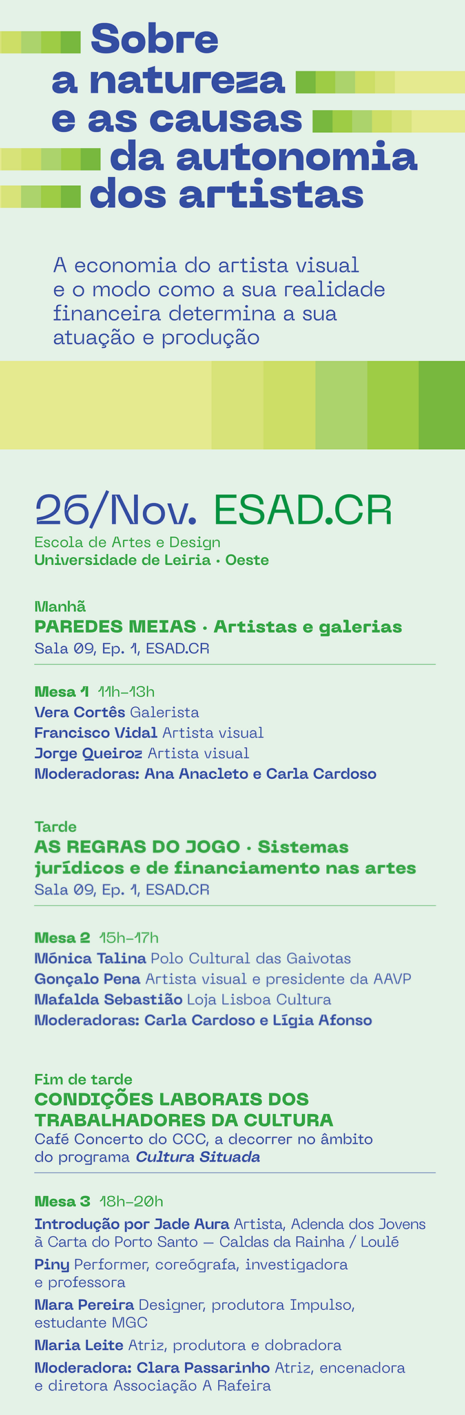 Sobre
a natureza
e as causas
da autonomia
dos artistas
A economia do artista visual
e o modo como a sua realidade
financeira determina a sua
atuação e produção
26/Nov. ESAD.CR
Escola de Artes e Design
Universidade de Leiria · Oeste
Manhã
PAREDES MEIAS · Artistas e galerias
Sala 09, Ep. 1, ESAD.CR
Mesa 1 11h–13h
Vera Cortês Galerista
Francisco Vidal Artista visual
Jorge Queiroz Artista visual
Moderadoras: Ana Anacleto e Carla Cardoso
Tarde
AS REGRAS DO JOGO · Sistemas
jurídicos e de financiamento nas artes
Sala 09, Ep. 1, ESAD.CR
Mesa 2 15h–17h
Mónica Talina Polo Cultural das Gaivotas
Gonçalo Pena Artista visual e presidente da AAVP
Mafalda Sebastião Loja Lisboa Cultura
Moderadoras: Carla Cardoso e Lígia Afonso
Fim de tarde
CONDIÇÕES LABORAIS DOS
TRABALHADORES DA CULTURA
Café Concerto do CCC, a decorrer no âmbito
do programa Cultura Situada
Mesa 3 18h–20h
Introdução por Jade Aura Artista, Adenda dos Jovens
à Carta do Porto Santo — Caldas da Rainha / Loulé
Piny Performer, coreógrafa, investigadora
e professora
Mara Pereira Designer, produtora Impulso,
estudante MGC
Maria Leite Atriz, produtora e dobradora
Moderadora: Clara Passarinho Atriz, encenadora
e diretora Associação A Rafeira